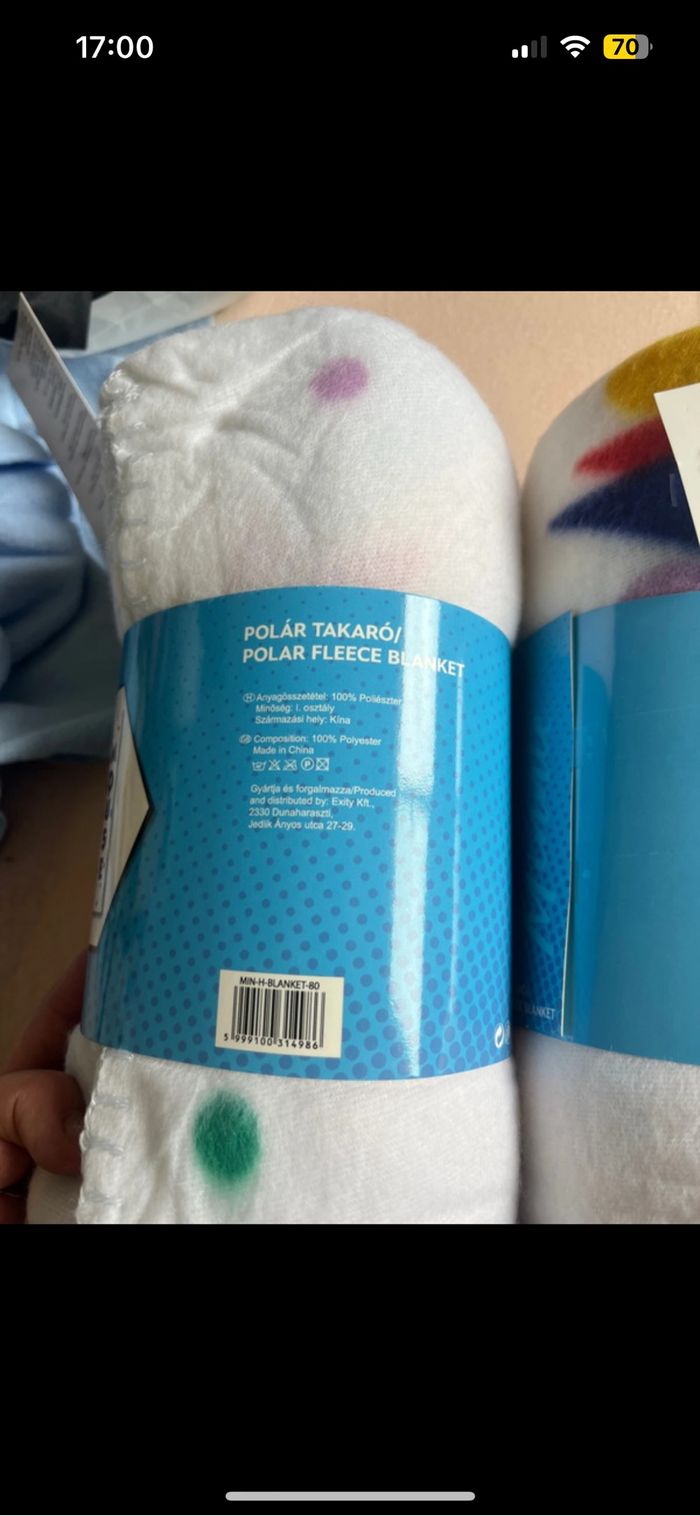 17:00
70
POLÁR TAKARÓ/
POLAR FLEECE BLANKET
H Anyagösszetétel: 100% Poliészter
Minőség: I. osztály
Származási hely: Kína
GB Composition: 100% Polyester
Made in China
P
Gyártja és forgalmazza/Produced
and distributed by: Exity Kft.,
2330 Dunaharaszti,
Jedlik Ányos utca 27-29.
MIN-H-BLANKET-80
5 999100 314986
BLANKET